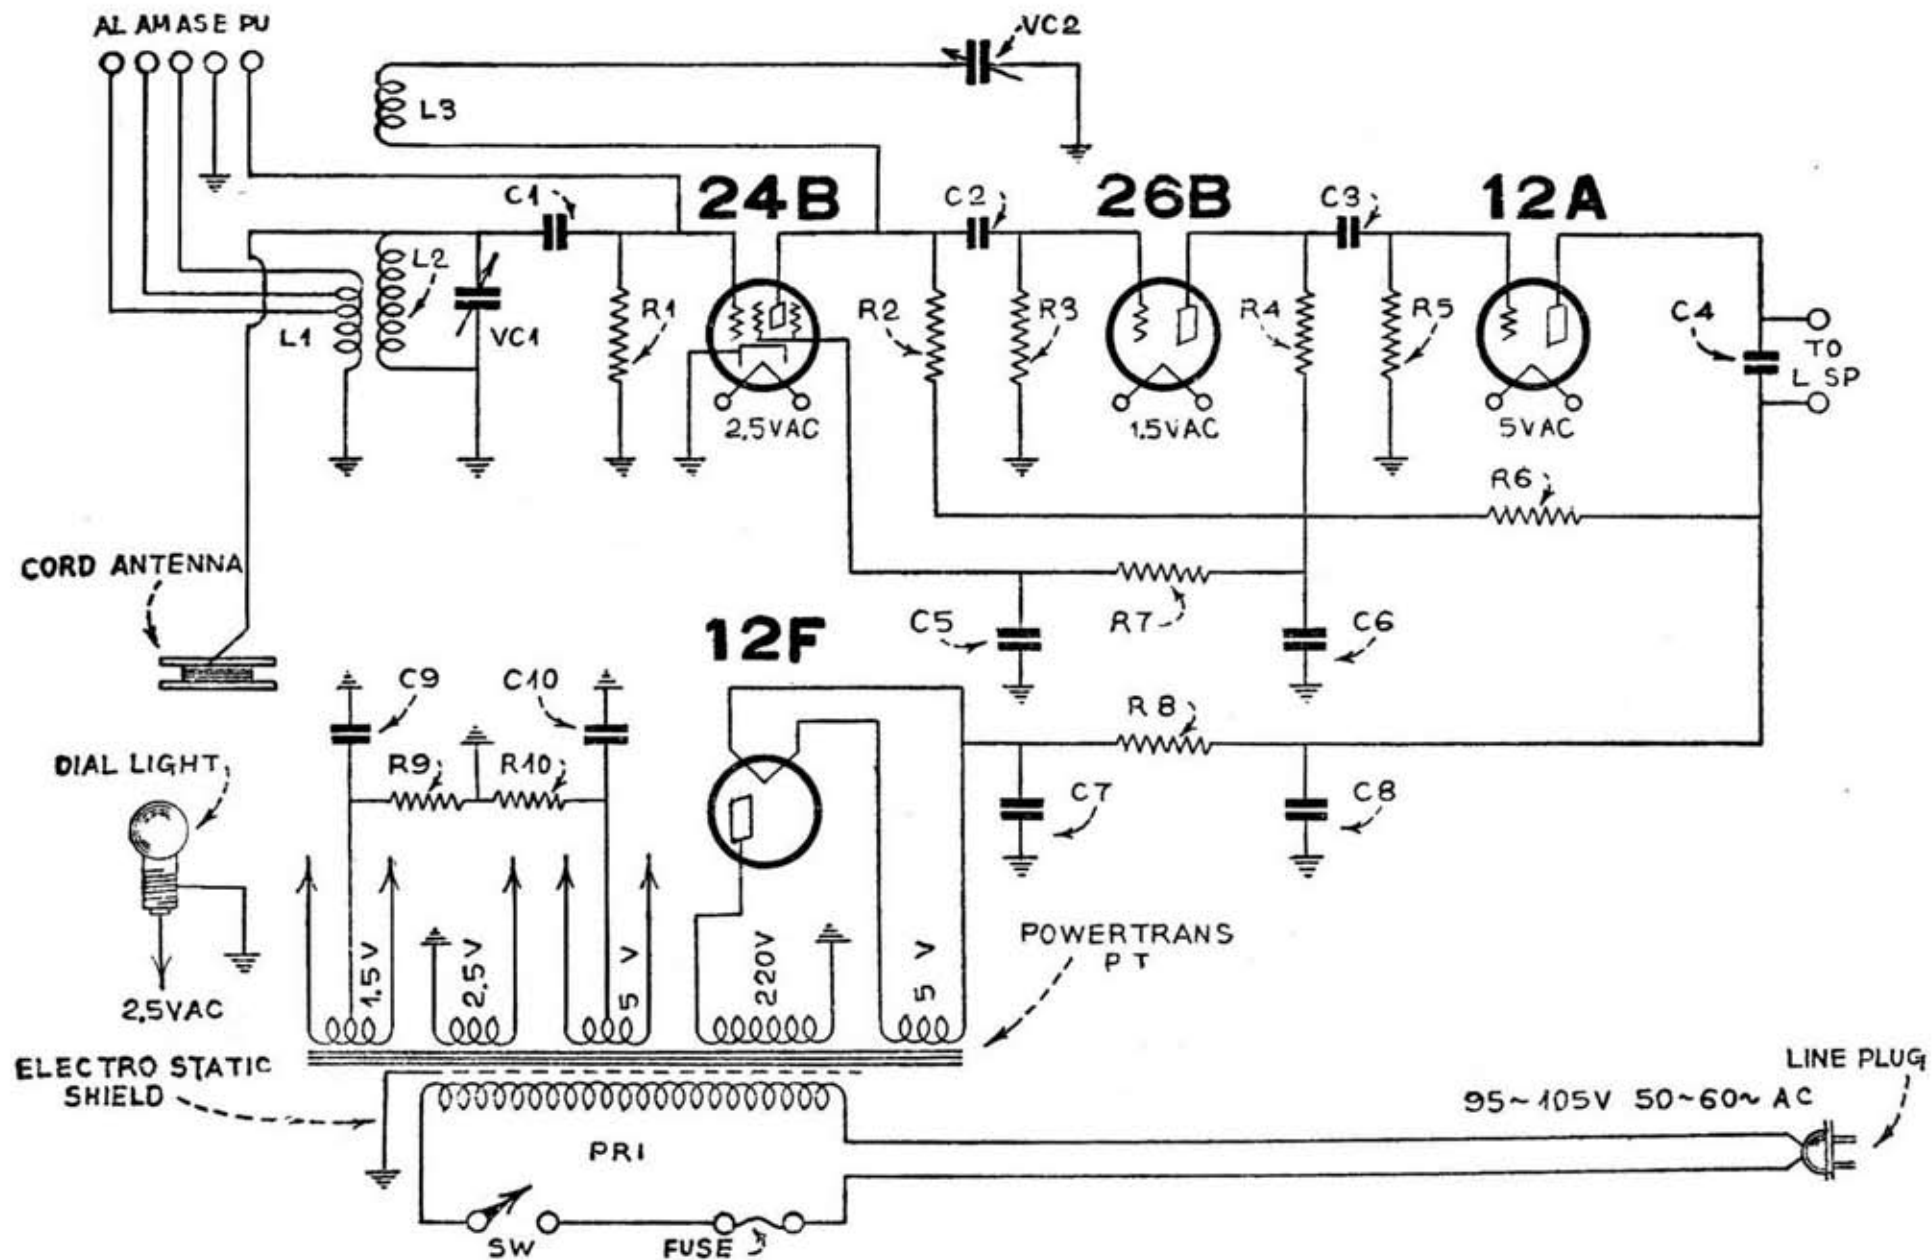 AL AM AS E PU
VC2
L3
24B
26B
12A
C1
C2
C3
L2
L1
VC1
R1
R2
R3
R4
R5
C4
TO
L SP
2.5VAC
1.5VAC
5VAC
R6
CORD ANTENNA
12F
C5
R7
C6
C9
C10
R8
DIAL LIGHT
R9
R10
C7
C8
1.5V
2.5V
5 V
220V
5 V
POWERTRANS
PT
2.5VAC
ELECTRO STATIC
SHIELD
LINE PLUG
95~105V 50~60~ AC
PRI
SW
FUSE